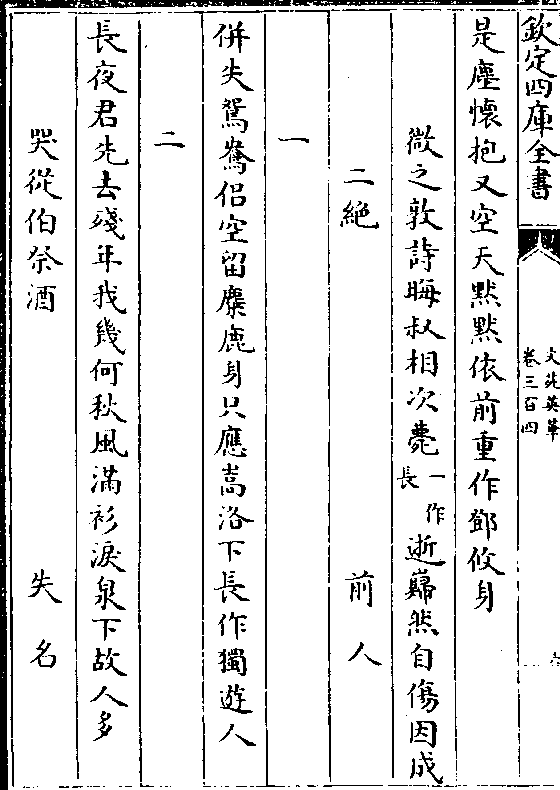 欽定四庫全書
文苑英華
卷三百四
是塵懷抱又空天黙黙依前重作鄧攸身
微之敦詩晦叔相次薨一作長逝巋然自傷因成
二絶　前人
一
併失鵷鸞侣空留麋鹿身只應嵩洛下長作獨遊人
二
長夜君先去殘年我幾何秋風滿衫淚泉下故人多
哭從伯祭酒　失名